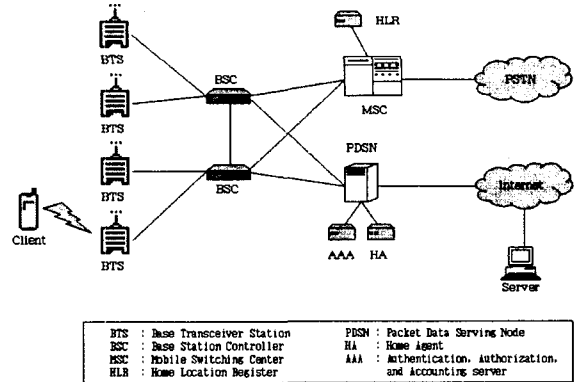 HLR
BTS
BSC
MSC
PSTN
BTS
PDSN
BTS
BSC
Internet
Client
BTS
AAA HA
Server
BTS : Base Transceiver Station
BSC : Base Station Controller
MSC : Mobile Switching Center
HLR : Home Location Register
PDSN : Packet Data Serving Node
HA : Home Agent
AAA : Authentication, Authorization,
and Accounting server